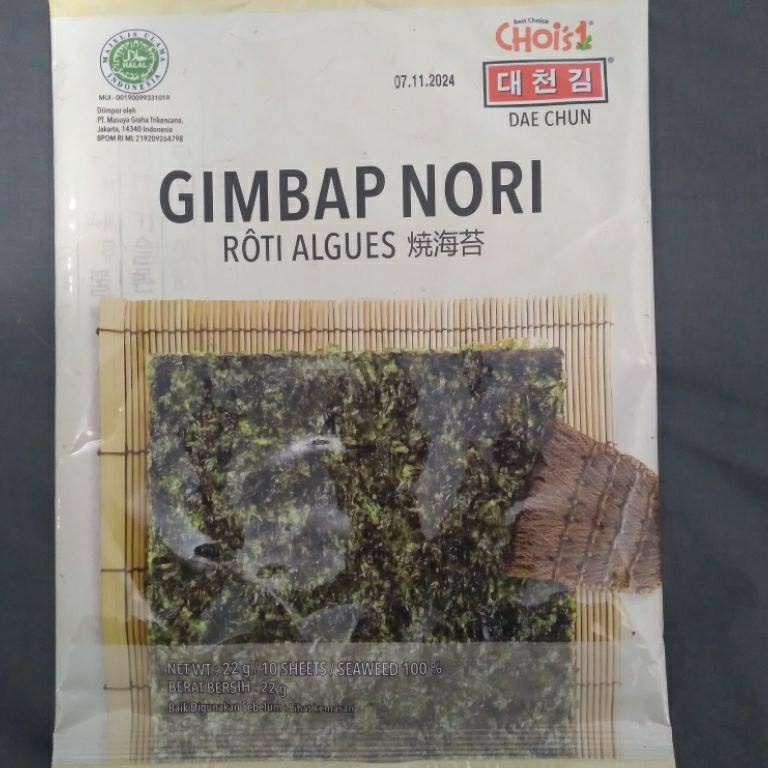 MAJELIS ULAMA
HALAL
INDONESIA
MUI- 00190099331019
Diimpor oleh
PT. Masuya Graha Trikencana,
Jakarta, 14340 Indonesia
BPOM RI ML 219209264798
07.11.2024
Best Choice
CHOi's1®
대천김®
DAE CHUN
GIMBAP NORI
RÔTI ALGUES 焼海苔
NET WT.: 22 g / 10 SHEETS / SEAWEED 100 %
BERAT BERSIH : 22 g
Baik Digunakan Sebelum : lihat kemasan